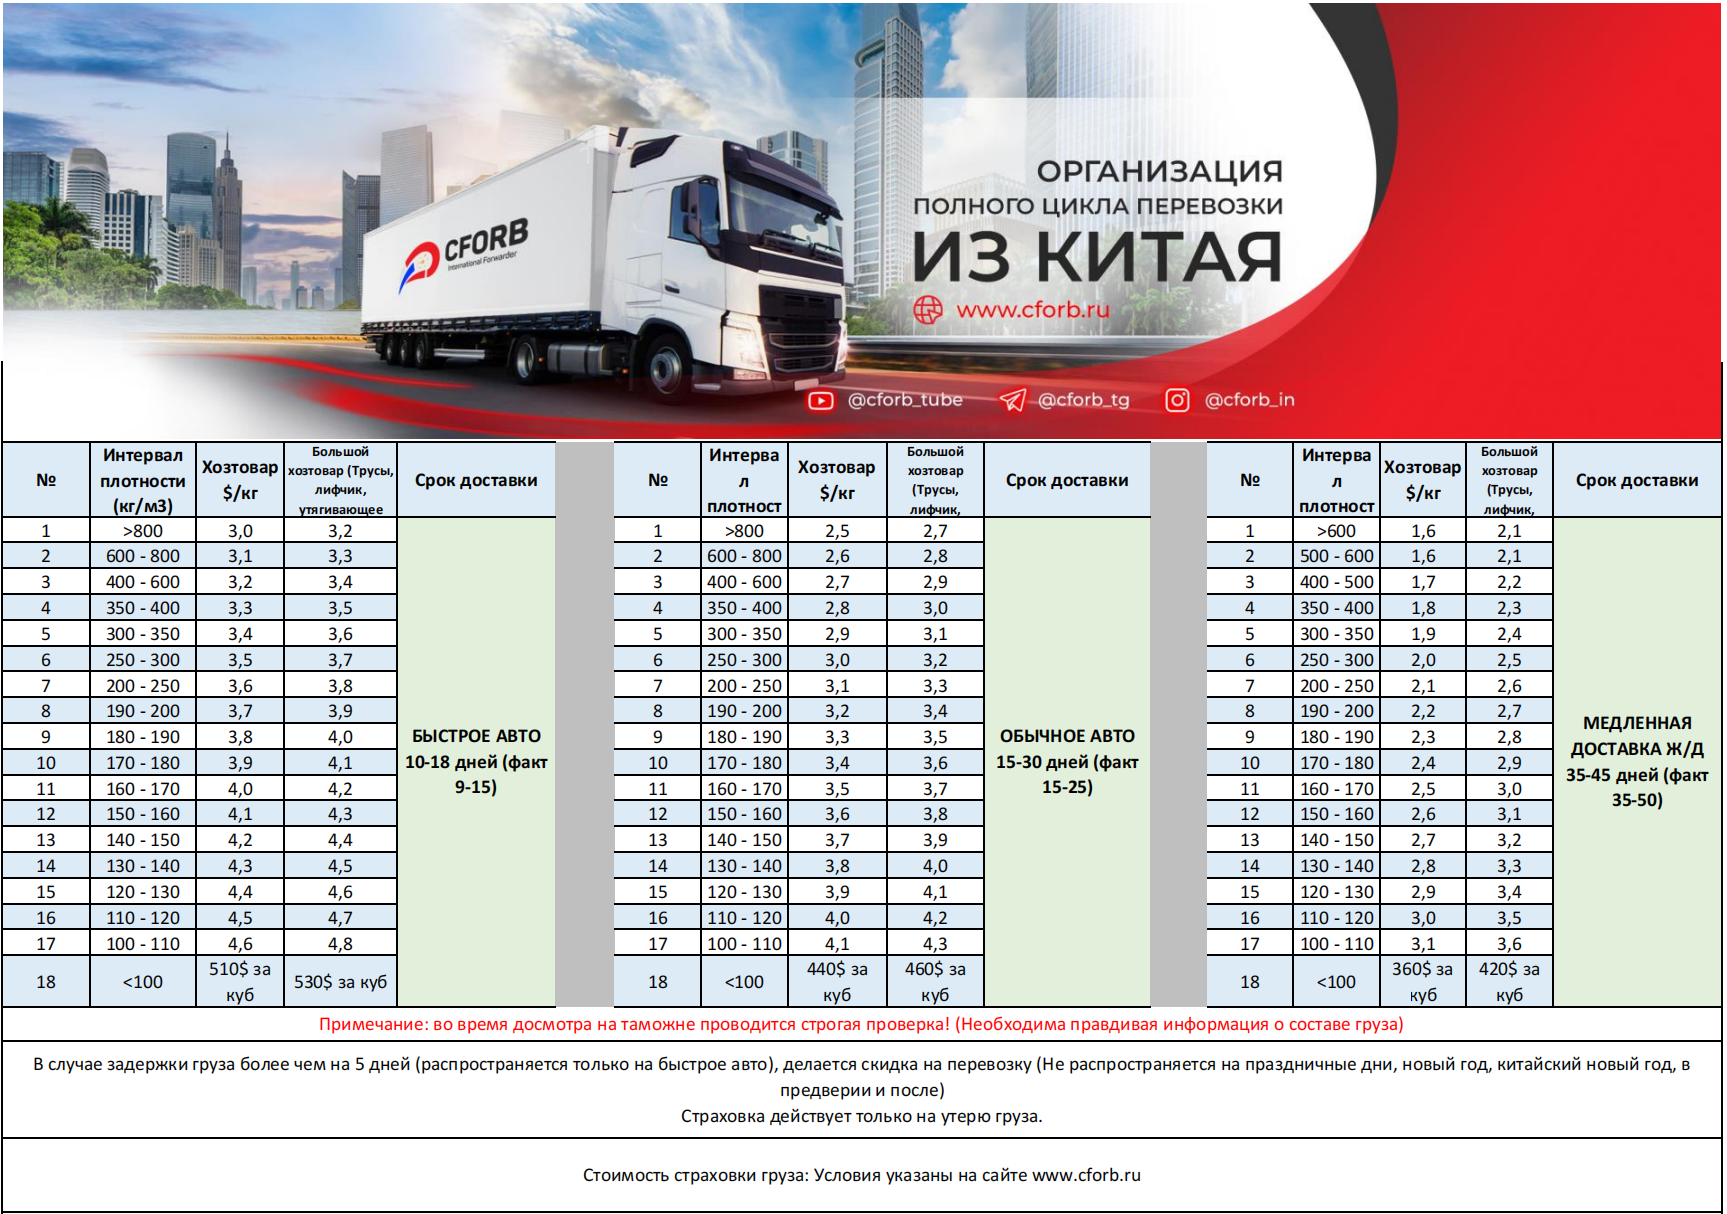 CFORB
International Forwarder
ОРГАНИЗАЦИЯ
ПОЛНОГО ЦИКЛА ПЕРЕВОЗКИ
ИЗ КИТАЯ
www.cforb.ru
@cforb_tube @cforb_tg @cforb_in
№ Интервал плотности (кг/м3) Хозтовар $/кг Большой хозтовар (Трусы, лифчик, утягивающее Срок доставки
1 >800 3,0 3,2
2 600 - 800 3,1 3,3
3 400 - 600 3,2 3,4
4 350 - 400 3,3 3,5
5 300 - 350 3,4 3,6
6 250 - 300 3,5 3,7
7 200 - 250 3,6 3,8
8 190 - 200 3,7 3,9
9 180 - 190 3,8 4,0
10 170 - 180 3,9 4,1
11 160 - 170 4,0 4,2
12 150 - 160 4,1 4,3
13 140 - 150 4,2 4,4
14 130 - 140 4,3 4,5
15 120 - 130 4,4 4,6
16 110 - 120 4,5 4,7
17 100 - 110 4,6 4,8
18 <100 510$ за куб 530$ за куб
БЫСТРОЕ АВТО
10-18 дней (факт
9-15)
№ Интервал плотност Хозтовар $/кг Большой хозтовар (Трусы, лифчик, Срок доставки
1 >800 2,5 2,7
2 600 - 800 2,6 2,8
3 400 - 600 2,7 2,9
4 350 - 400 2,8 3,0
5 300 - 350 2,9 3,1
6 250 - 300 3,0 3,2
7 200 - 250 3,1 3,3
8 190 - 200 3,2 3,4
9 180 - 190 3,3 3,5
10 170 - 180 3,4 3,6
11 160 - 170 3,5 3,7
12 150 - 160 3,6 3,8
13 140 - 150 3,7 3,9
14 130 - 140 3,8 4,0
15 120 - 130 3,9 4,1
16 110 - 120 4,0 4,2
17 100 - 110 4,1 4,3
18 <100 440$ за куб 460$ за куб
ОБЫЧНОЕ АВТО
15-30 дней (факт
15-25)
№ Интервал плотност Хозтовар $/кг Большой хозтовар (Трусы, лифчик, Срок доставки
1 >600 1,6 2,1
2 500 - 600 1,6 2,1
3 400 - 500 1,7 2,2
4 350 - 400 1,8 2,3
5 300 - 350 1,9 2,4
6 250 - 300 2,0 2,5
7 200 - 250 2,1 2,6
8 190 - 200 2,2 2,7
9 180 - 190 2,3 2,8
10 170 - 180 2,4 2,9
11 160 - 170 2,5 3,0
12 150 - 160 2,6 3,1
13 140 - 150 2,7 3,2
14 130 - 140 2,8 3,3
15 120 - 130 2,9 3,4
16 110 - 120 3,0 3,5
17 100 - 110 3,1 3,6
18 <100 360$ за куб 420$ за куб
МЕДЛЕННАЯ
ДОСТАВКА Ж/Д
35-45 дней (факт
35-50)
Примечание: во время досмотра на таможне проводится строгая проверка! (Необходима правдивая информация о составе груза)
В случае задержки груза более чем на 5 дней (распространяется только на быстрое авто), делается скидка на перевозку (Не распространяется на праздничные дни, новый год, китайский новый год, в
предверии и после)
Страховка действует только на утерю груза.
Стоимость страховки груза: Условия указаны на сайте www.cforb.ru